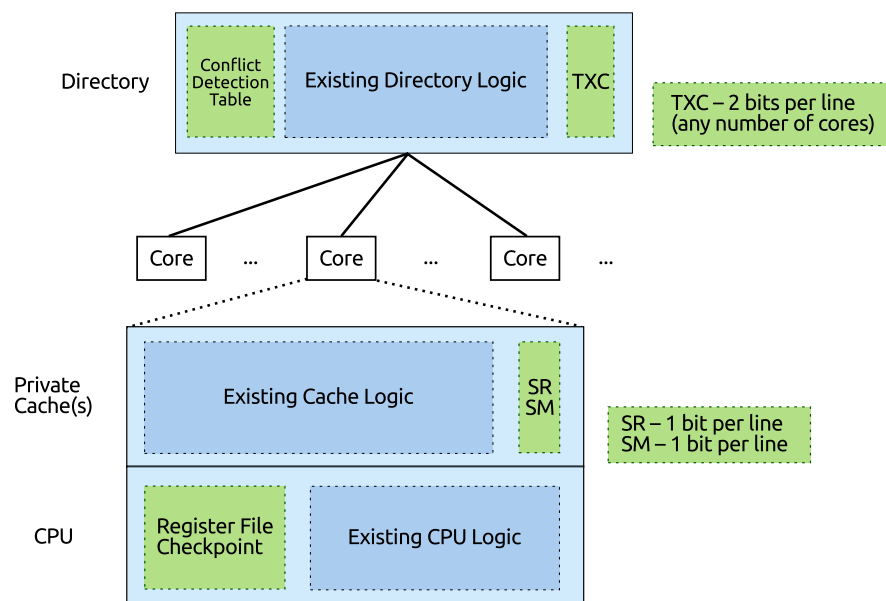 Directory
Conflict
Detection
Table
Existing Directory Logic
TXC
TXC – 2 bits per line
(any number of cores)
Core
...
Core
...
Core
...
Private
Cache(s)
Existing Cache Logic
SR
SM
SR – 1 bit per line
SM – 1 bit per line
CPU
Register File
Checkpoint
Existing CPU Logic